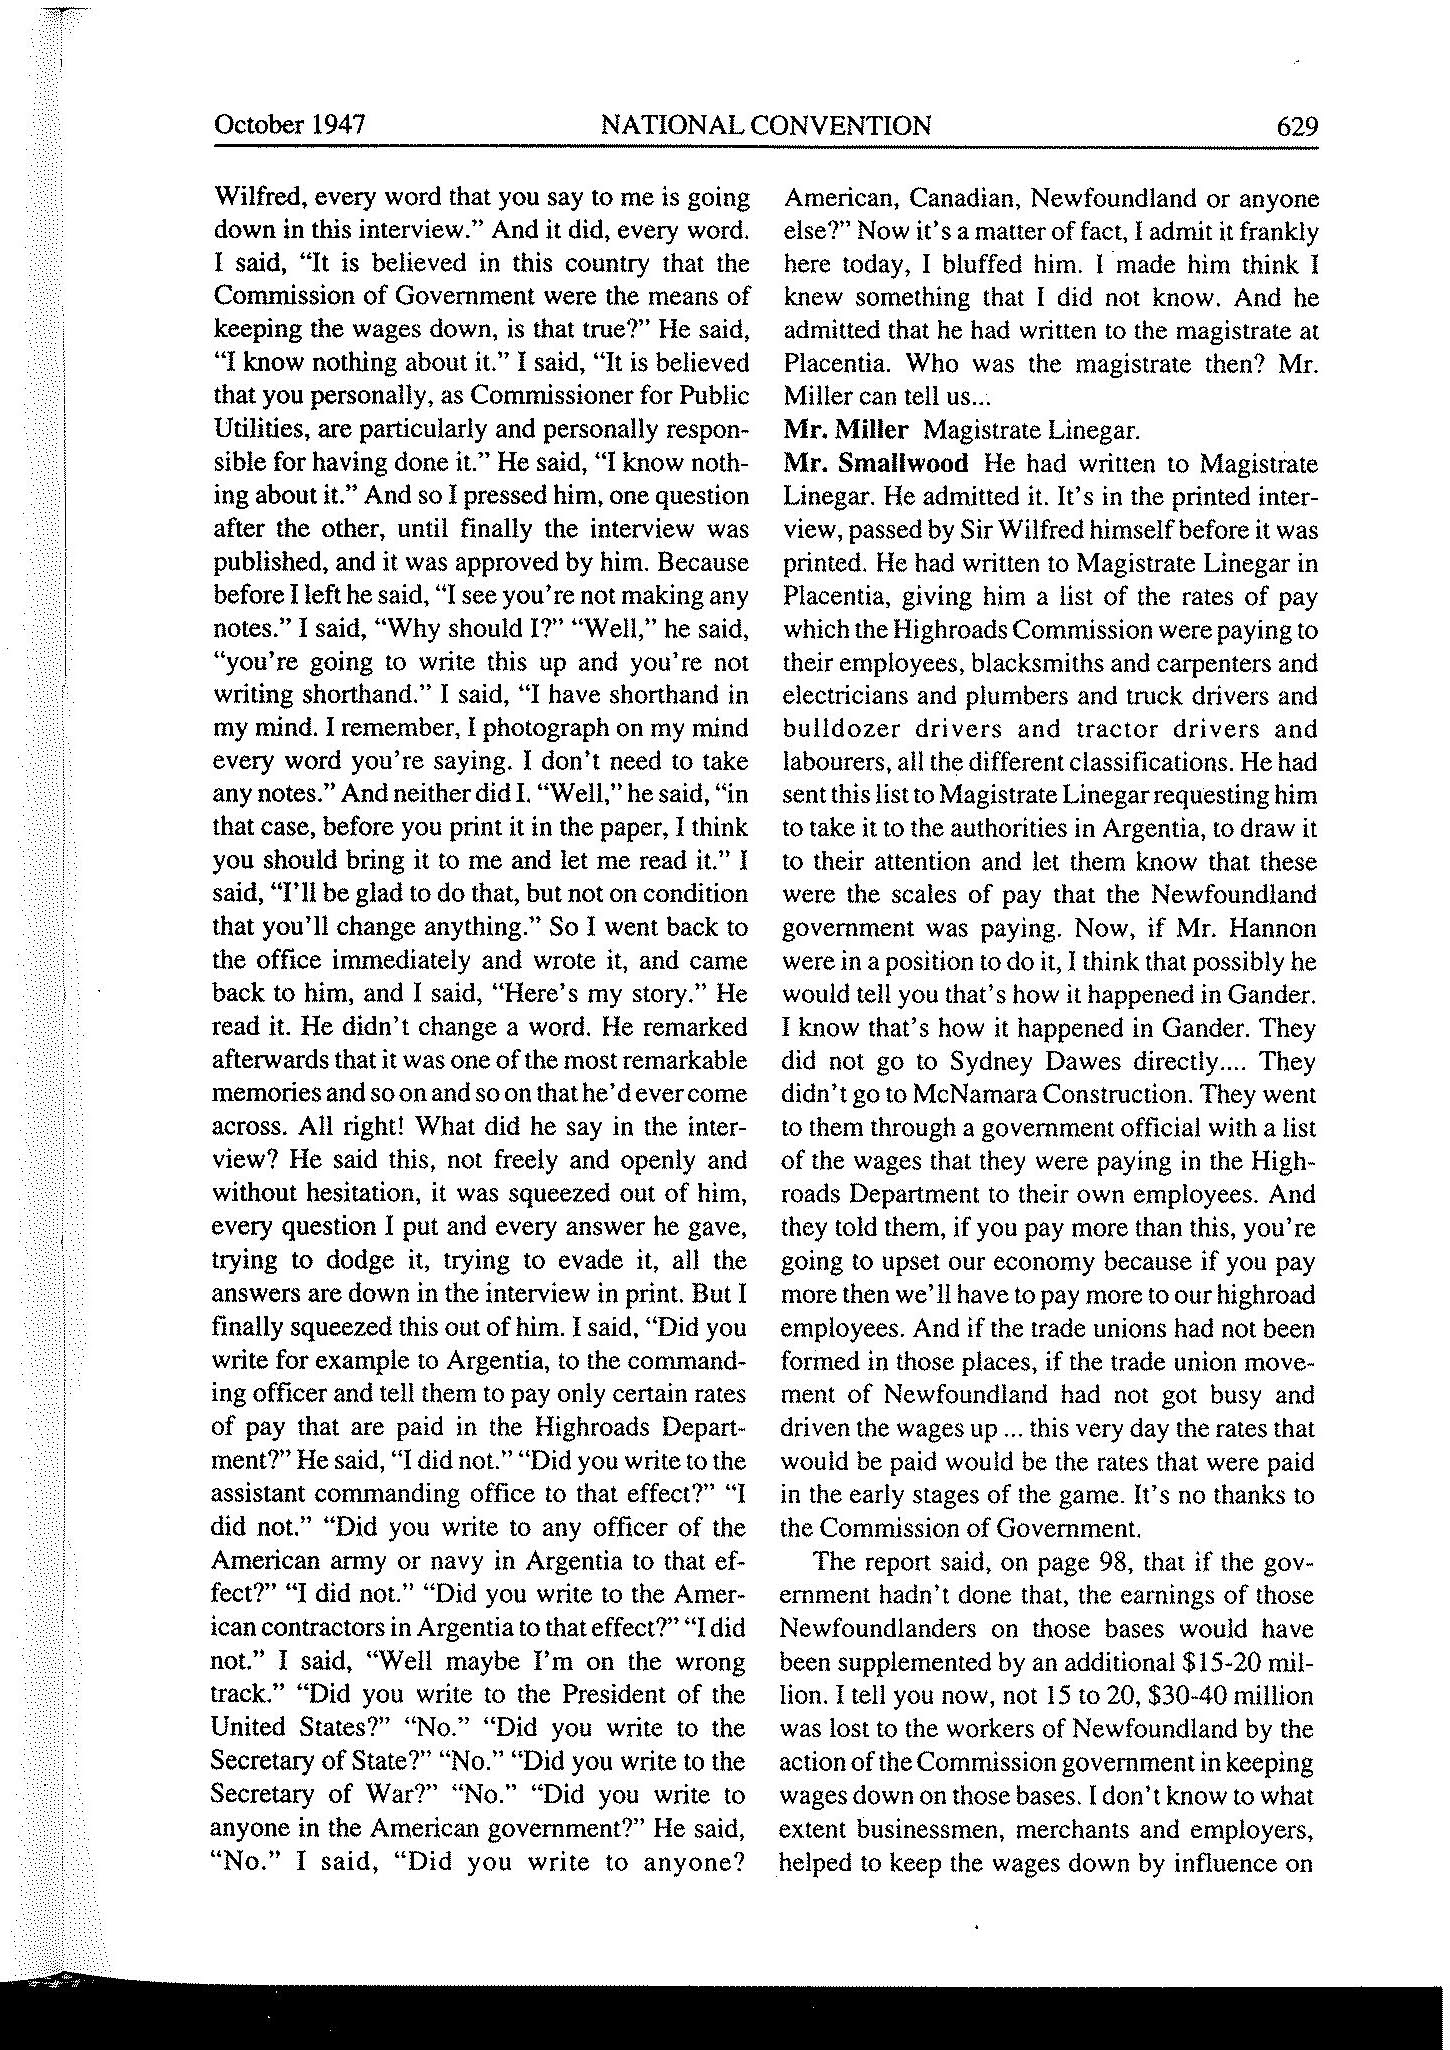 October 1947 NATIONAL CONVENTION 629
Wilfred, every word that you say to me is going
down in this interview." And it did, every word.
I said, "It is believed in this country that the
Commission of Government were the means of
keeping the wages down, is that true?" He said,
"I know nothing about it." I said, "It is believed
that you personally, as Commissioner for Public
Utilities, are particularly and personally respon-
sible for having done it." He said, "I know noth-
ing about it." And so I pressed him, one question
after the other, until finally the interview was
published, and it was approved by him. Because
before I left he said, "I see you're not making any
notes." I said, "Why should I?" "Well," he said,
"you're going to write this up and you're not
writing shorthand." I said, "I have shorthand in
my mind. I remember, I photograph on my mind
every word you're saying. I don't need to take
any notes." And neither did I. "Well," he said, "in
that case, before you print it in the paper, I think
you should bring it to me and let me read it." I
said, "I'll be glad to do that, but not on condition
that you'll change anything." So I went back to
the office immediately and wrote it, and came
back to him, and I said, "Here's my story." He
read it. He didn't change a word. He remarked
afterwards that it was one of the most remarkable
memories and so on and so on that he'd ever come
across. All right! What did he say in the inter-
view? He said this, not freely and openly and
without hesitation, it was squeezed out of him,
every question I put and every answer he gave,
trying to dodge it, trying to evade it, all the
answers are down in the interview in print. But I
finally squeezed this out of him. I said, "Did you
write for example to Argentia, to the command-
ing officer and tell them to pay only certain rates
of pay that are paid in the Highroads Depart-
ment?" He said, "I did not." "Did you write to the
assistant commanding office to that effect?" "I
did not." "Did you write to any officer of the
American army or navy in Argentia to that ef-
fect?" "I did not." "Did you write to the Amer-
ican contractors in Argentia to that effect?" "I did
not." I said, "Well maybe I'm on the wrong
track." "Did you write to the President of the
United States?" "No." "Did you write to the
Secretary of State?" "No." "Did you write to the
Secretary of War?" "No." "Did you write to
anyone in the American government?" He said,
"No." I said, "Did you write to anyone?
American, Canadian, Newfoundland or anyone
else?" Now it's a matter of fact, I admit it frankly
here today, I bluffed him. I made him think I
knew something that I did not know. And he
admitted that he had written to the magistrate at
Placentia. Who was the magistrate then? Mr.
Miller can tell us...
Mr. Miller Magistrate Linegar.
Mr. Smallwood He had written to Magistrate
Linegar. He admitted it. It's in the printed inter-
view, passed by Sir Wilfred himself before it was
printed. He had written to Magistrate Linegar in
Placentia, giving him a list of the rates of pay
which the Highroads Commission were paying to
their employees, blacksmiths and carpenters and
electricians and plumbers and truck drivers and
bulldozer drivers and tractor drivers and
labourers, all the different classifications. He had
sent this list to Magistrate Linegar requesting him
to take it to the authorities in Argentia, to draw it
to their attention and let them know that these
were the scales of pay that the Newfoundland
government was paying. Now, if Mr. Hannon
were in a position to do it, I think that possibly he
would tell you that's how it happened in Gander.
I know that's how it happened in Gander. They
did not go to Sydney Dawes directly.... They
didn't go to McNamara Construction. They went
to them through a government official with a list
of the wages that they were paying in the High-
roads Department to their own employees. And
they told them, if you pay more than this, you're
going to upset our economy because if you pay
more then we'll have to pay more to our highroad
employees. And if the trade unions had not been
formed in those places, if the trade union move-
ment of Newfoundland had not got busy and
driven the wages up ... this very day the rates that
would be paid would be the rates that were paid
in the early stages of the game. It's no thanks to
the Commission of Government.
The report said, on page 98, that if the gov-
ernment hadn't done that, the earnings of those
Newfoundlanders on those bases would have
been supplemented by an additional $15-20 mil-
lion. I tell you now, not 15 to 20, $30-40 million
was lost to the workers of Newfoundland by the
action of the Commission government in keeping
wages down on those bases. I don't know to what
extent businessmen, merchants and employers,
helped to keep the wages down by influence on